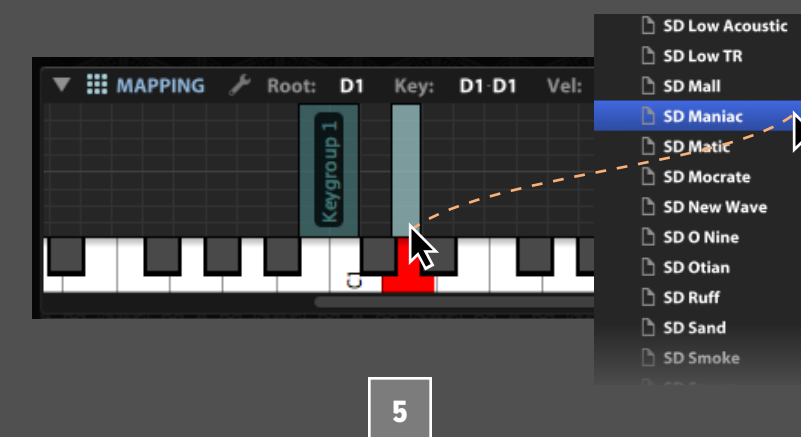 SD Low Acoustic
SD Low TR
MAPPING Root: D1 Key: D1-D1 Vel:
SD Mall
SD Maniac
SD Matic
SD Mocrate
SD New Wave
SD O Nine
SD Otian
SD Ruff
SD Sand
SD Smoke
Keygroup 1
C1
5